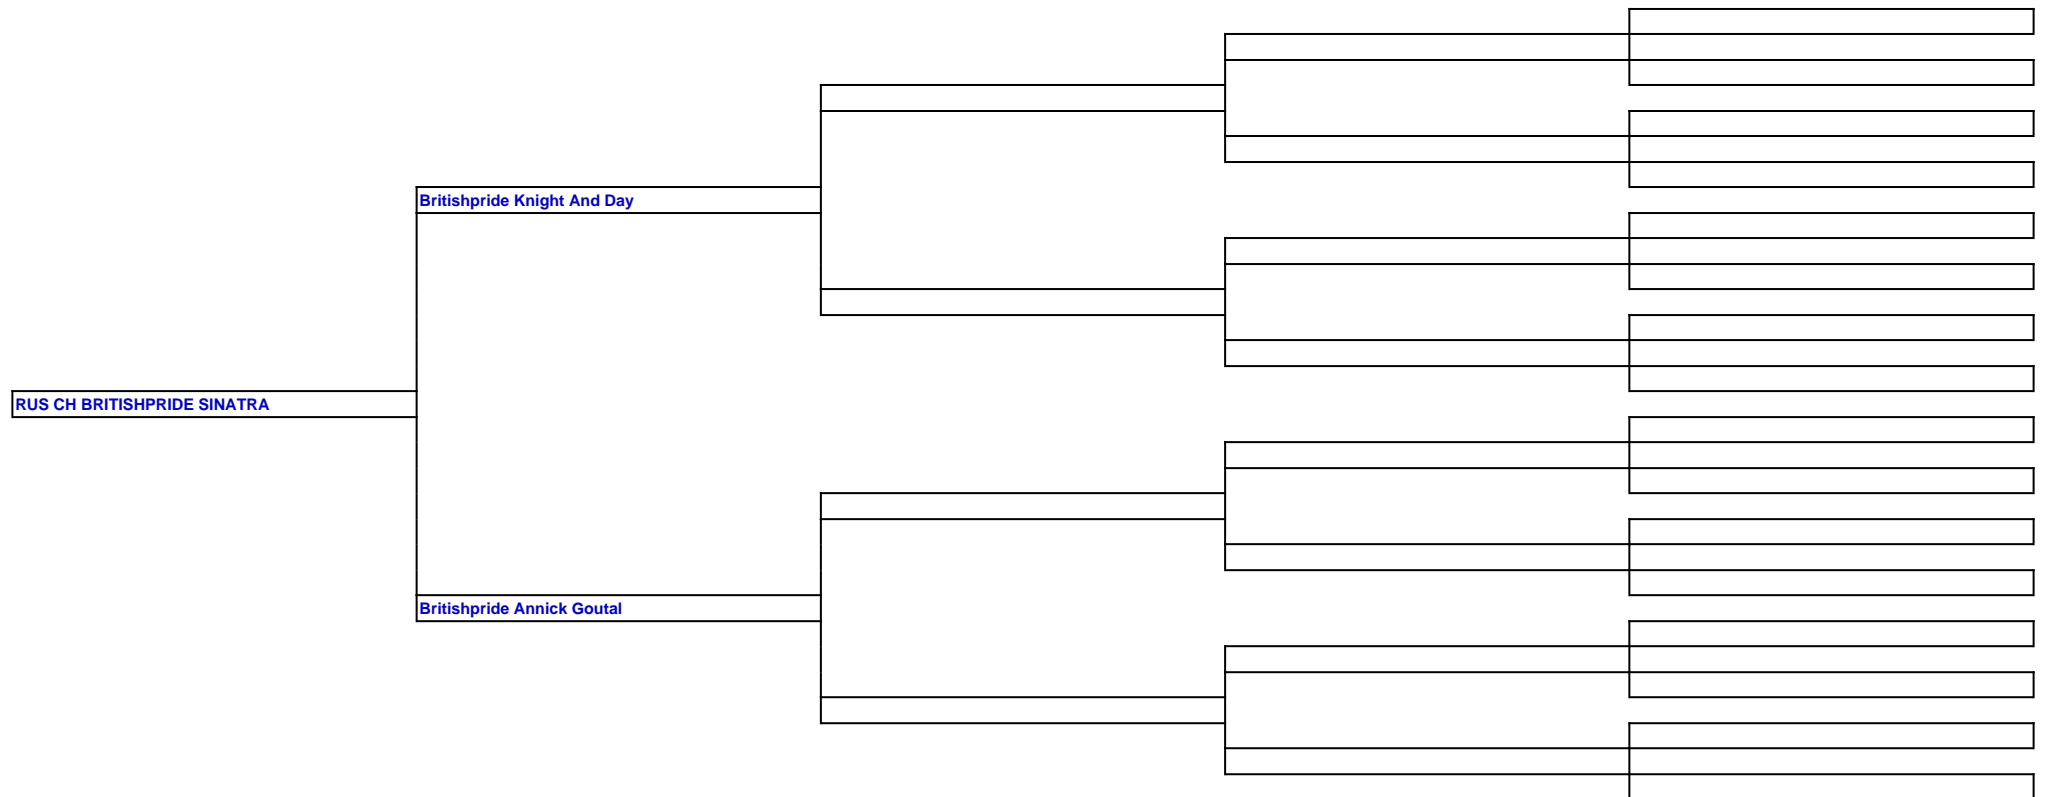 Britishpride Knight And Day
RUS CH BRITISHPRIDE SINATRA
Britishpride Annick Goutal